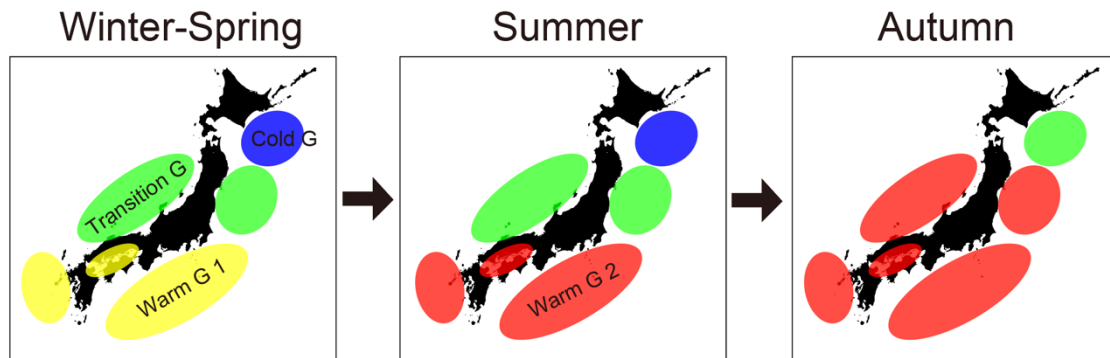 Winter-Spring
Summer
Autumn
Cold G
Transition G
Warm G 1
Warm G 2